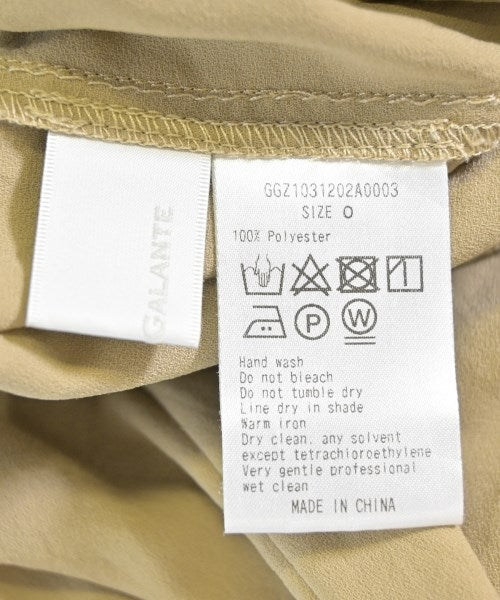 GALANTE
GGZ1031202A0003
SIZE O
100% Polyester
P
W
Hand wash
Do not bleach
Do not tumble dry
Line dry in shade
Warm iron
Dry clean. any solvent
except tetrachloroethylene
Very gentle professional
wet clean
MADE IN CHINA